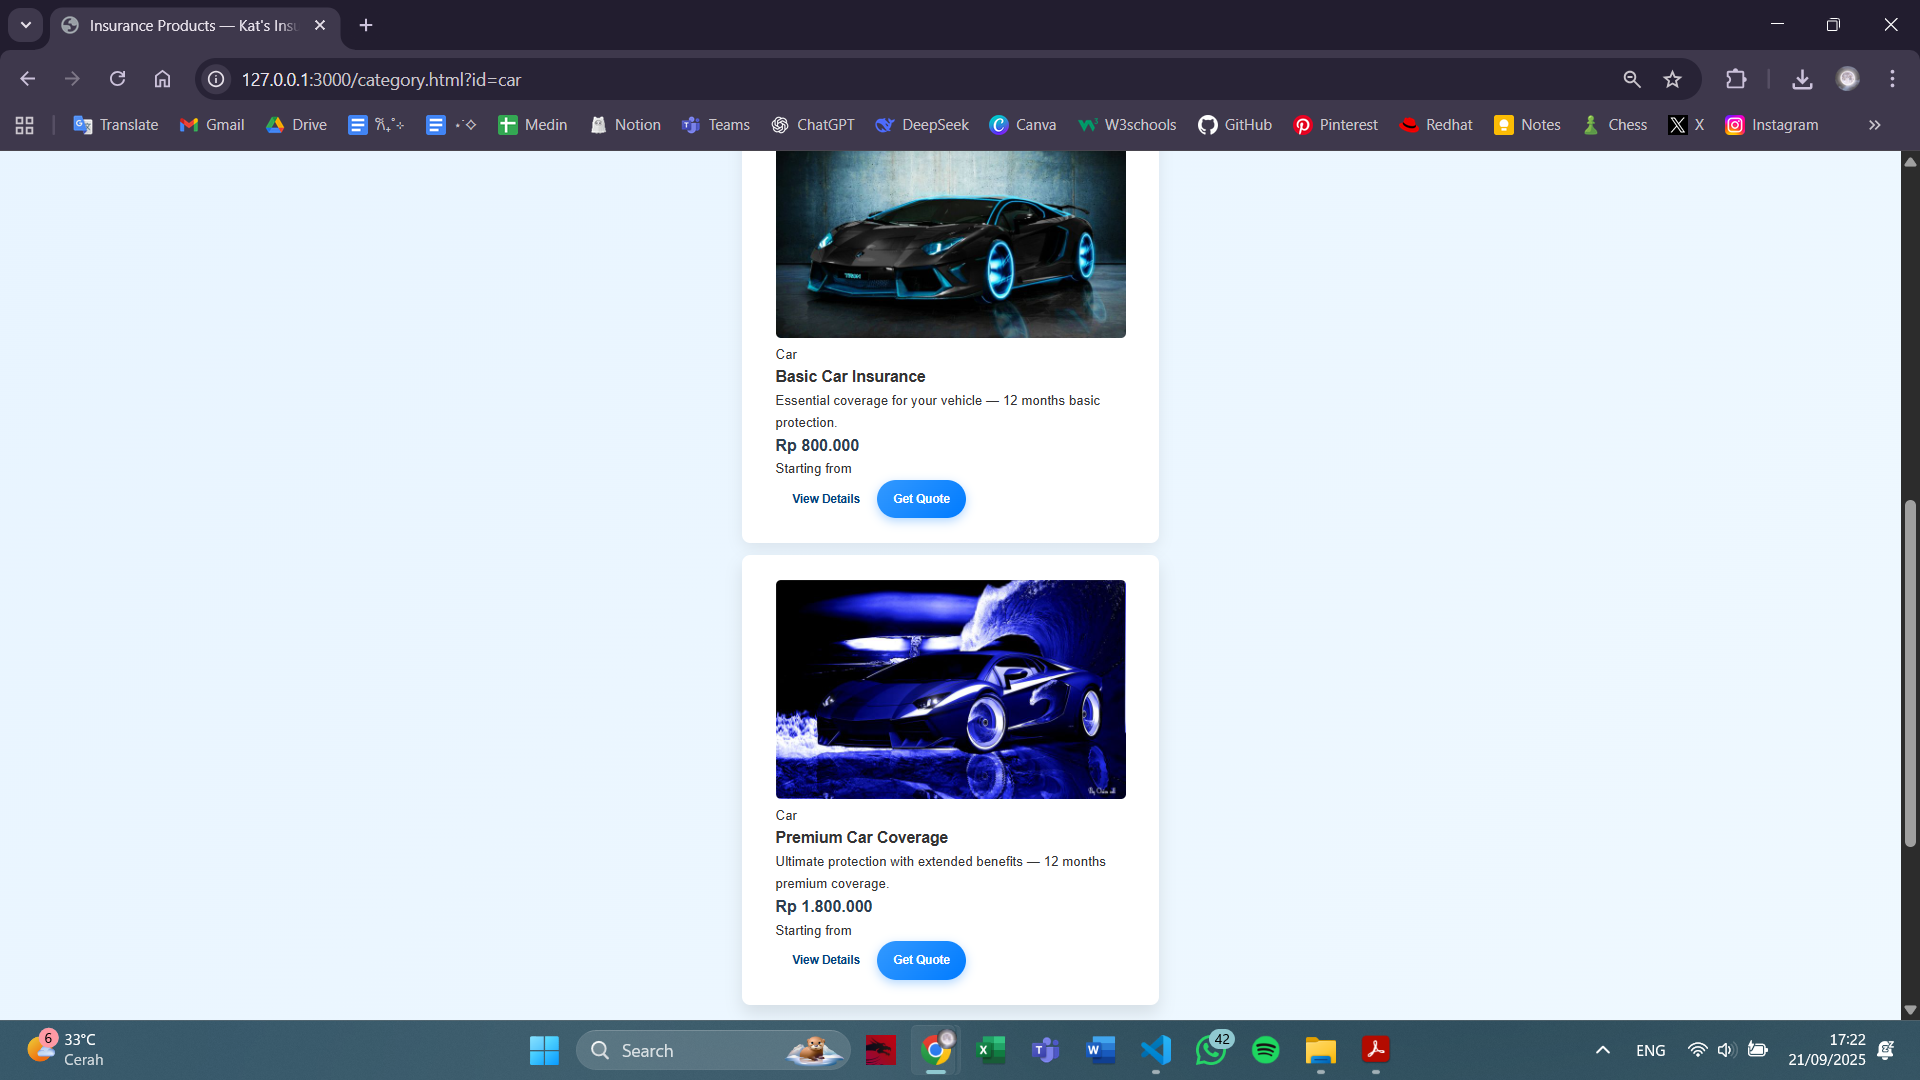 Insurance Products — Kat's Insu
127.0.0.1:3000/category.html?id=car
Translate
Gmail
Drive
Medin
Notion
Teams
ChatGPT
DeepSeek
Canva
W3schools
GitHub
Pinterest
Redhat
Notes
Chess
X
Instagram
Car
Basic Car Insurance
Essential coverage for your vehicle — 12 months basic
protection.
Rp 800.000
Starting from
View Details
Get Quote
Car
Premium Car Coverage
Ultimate protection with extended benefits — 12 months
premium coverage.
Rp 1.800.000
Starting from
View Details
Get Quote
6
33°C
Cerah
Search
42
ENG
17:22
21/09/2025